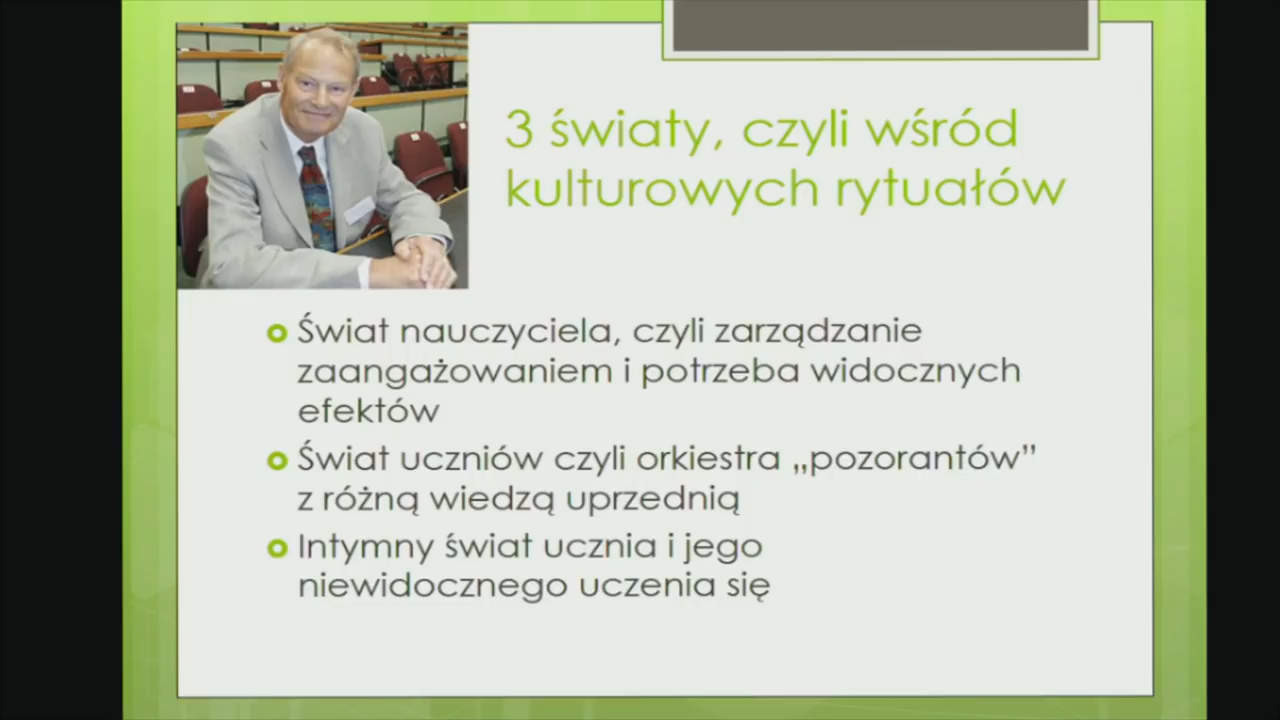 3 światy, czyli wśród
kulturowych rytuałów
Świat nauczyciela, czyli zarządzanie
zaangażowaniem i potrzeba widocznych
efektów
Świat uczniów czyli orkiestra „pozorantów”
z różną wiedzą uprzednią
Intymny świat ucznia i jego
niewidocznego uczenia się